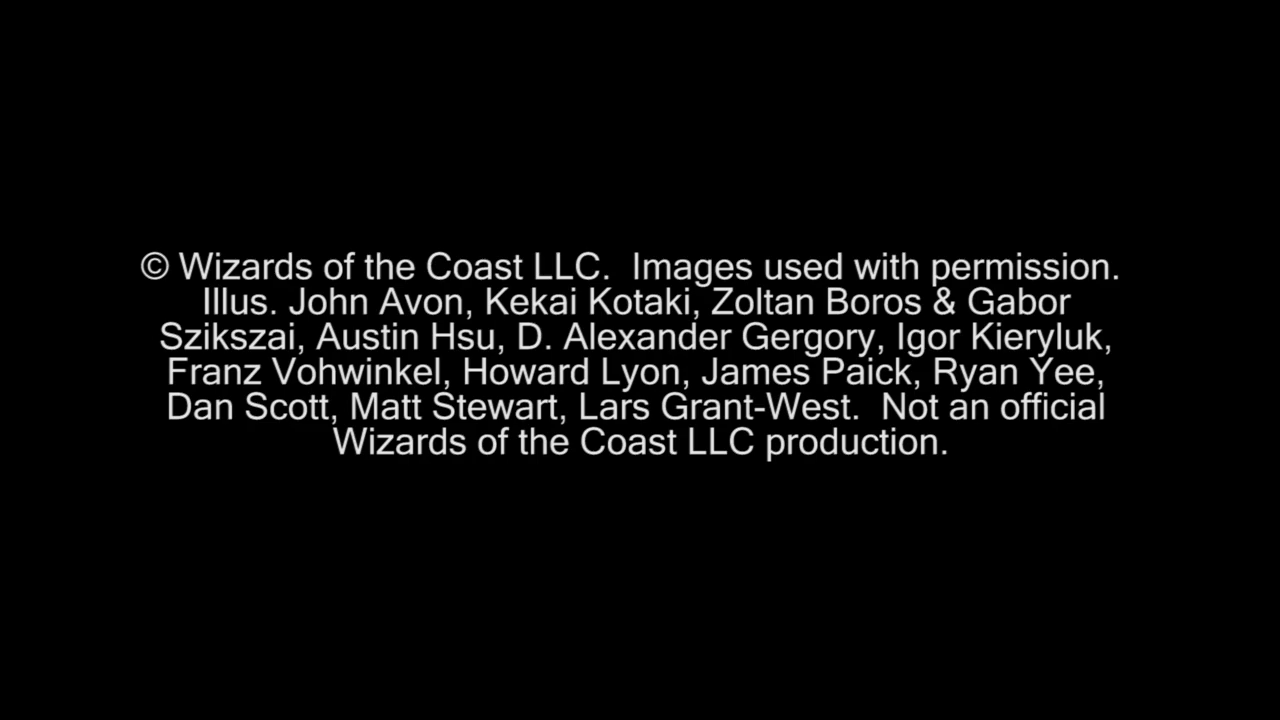 © Wizards of the Coast LLC.  Images used with permission.
Illus. John Avon, Kekai Kotaki, Zoltan Boros & Gabor
Szikszai, Austin Hsu, D. Alexander Gergory, Igor Kieryluk,
Franz Vohwinkel, Howard Lyon, James Paick, Ryan Yee,
Dan Scott, Matt Stewart, Lars Grant-West.  Not an official
Wizards of the Coast LLC production.